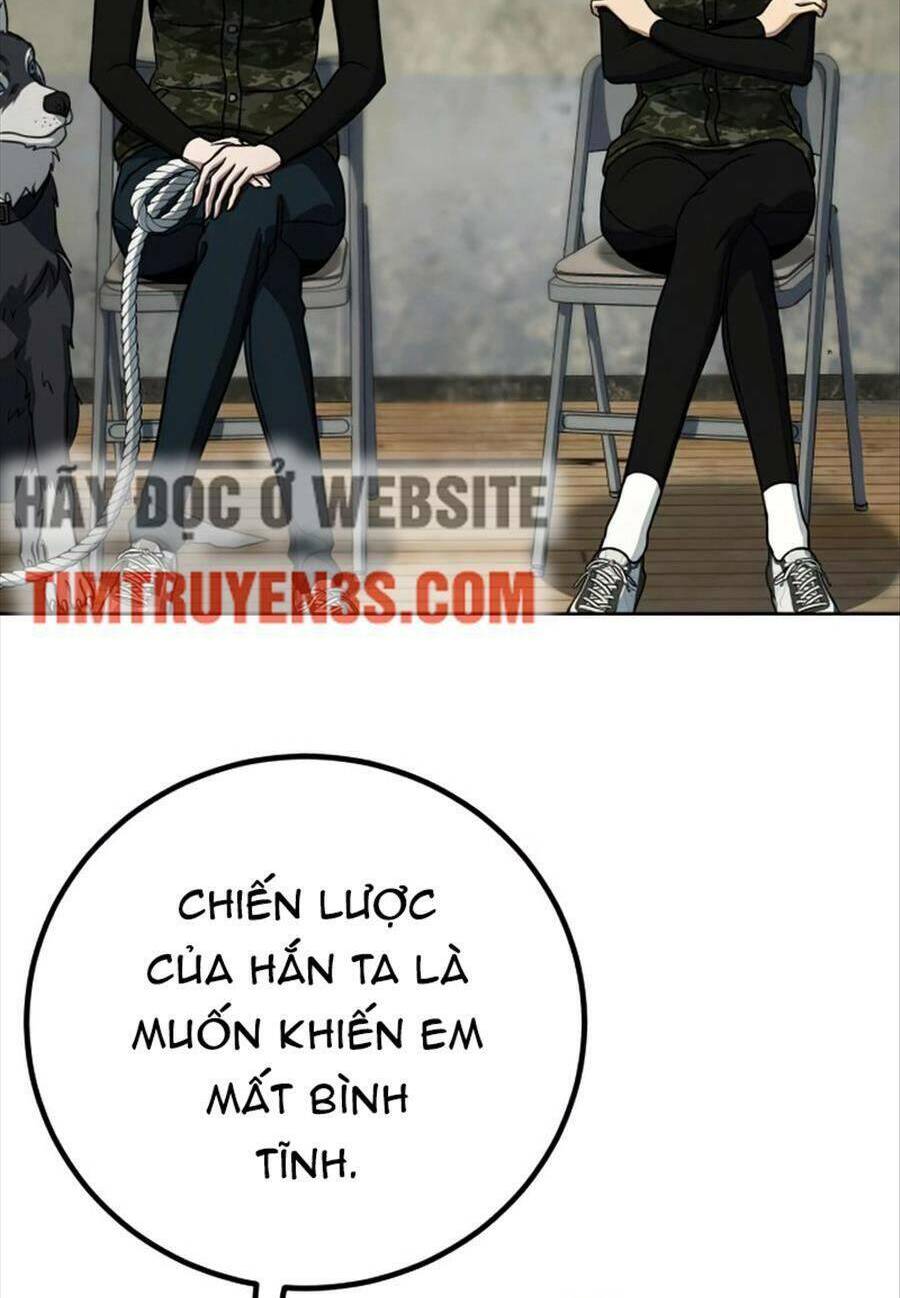 HÃY ĐỌC Ở WEBSITE
TIMTRUYEN3S.COM
CHIẾN LƯỢC
CỦA HẮN TA LÀ
MUỐN KHIẾN EM
MẤT BÌNH
TĨNH.